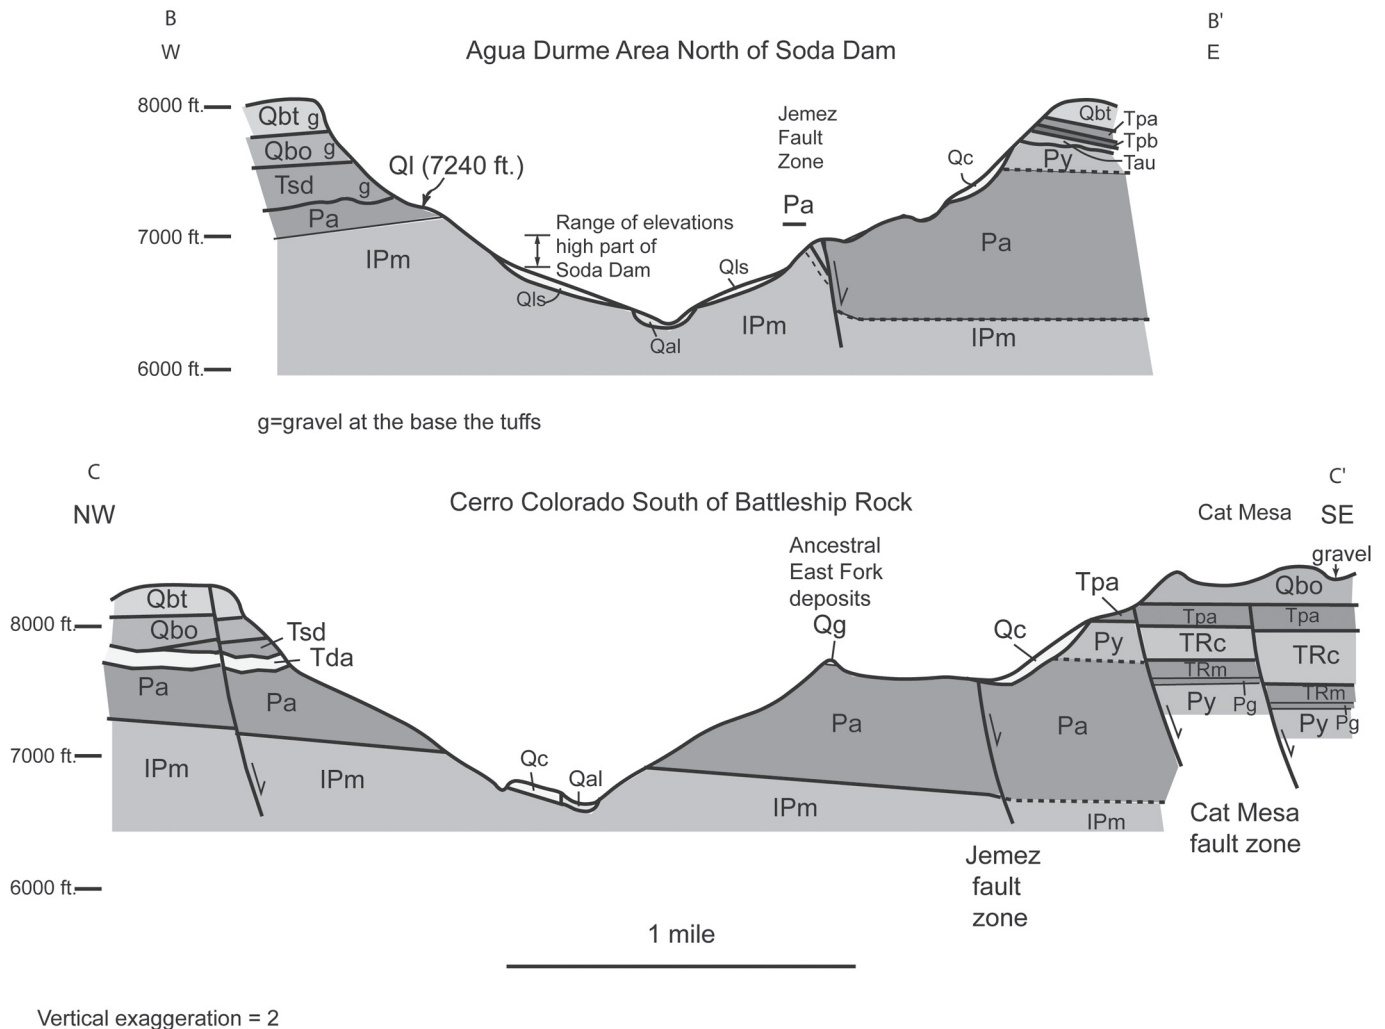 B
B'
W
Agua Durme Area North of Soda Dam
E
8000 ft.
Qbt g
Qbo g
Tsd g
Pa
Ql (7240 ft.)
7000 ft.
IPm
Range of elevations
high part of
Soda Dam
Qls
Qal
Qls
IPm
Jemez
Fault
Zone
Pa
Qc
Qbt
Tpa
Tpb
Tau
Py
Pa
IPm
6000 ft.
g=gravel at the base the tuffs
C
C'
NW
Cerro Colorado South of Battleship Rock
Cat Mesa
SE
gravel
Qbt
8000 ft.
Qbo
Tsd
Tda
Pa
Pa
7000 ft.
IPm
IPm
Qc
Qal
Ancestral
East Fork
deposits
Qg
Pa
IPm
Qc
Tpa
Py
Pa
IPm
Qbo
Tpa
Tpa
TRc
TRc
TRm
TRm
Py
Pg
Py
Pg
Cat Mesa
fault zone
Jemez
fault
zone
6000 ft.
1 mile
Vertical exaggeration = 2